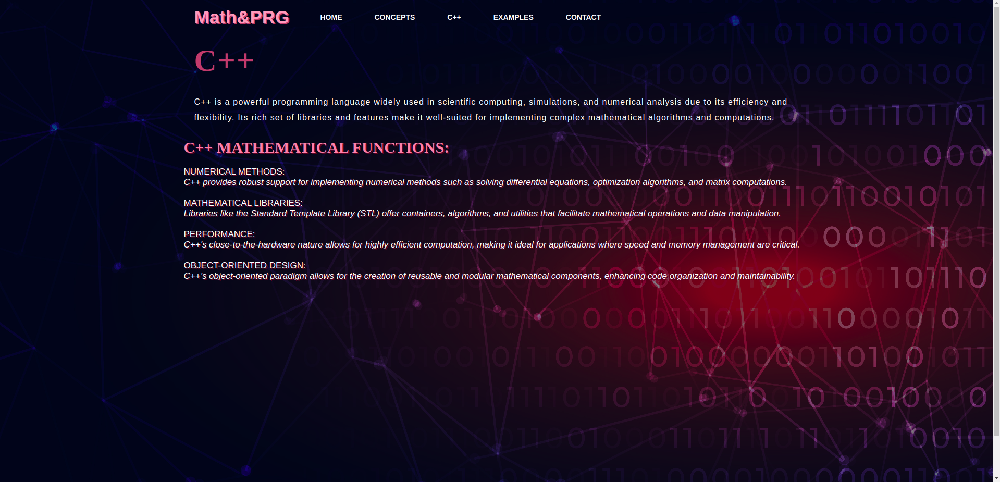 Math&PRG
HOME CONCEPTS C++ EXAMPLES CONTACT
C++
C++ is a powerful programming language widely used in scientific computing, simulations, and numerical analysis due to its efficiency and
flexibility. Its rich set of libraries and features make it well-suited for implementing complex mathematical algorithms and computations.
C++ MATHEMATICAL FUNCTIONS:
NUMERICAL METHODS:
C++ provides robust support for implementing numerical methods such as solving differential equations, optimization algorithms, and matrix computations.
MATHEMATICAL LIBRARIES:
Libraries like the Standard Template Library (STL) offer containers, algorithms, and utilities that facilitate mathematical operations and data manipulation.
PERFORMANCE:
C++'s close-to-the-hardware nature allows for highly efficient computation, making it ideal for applications where speed and memory management are critical.
OBJECT-ORIENTED DESIGN:
C++'s object-oriented paradigm allows for the creation of reusable and modular mathematical components, enhancing code organization and maintainability.